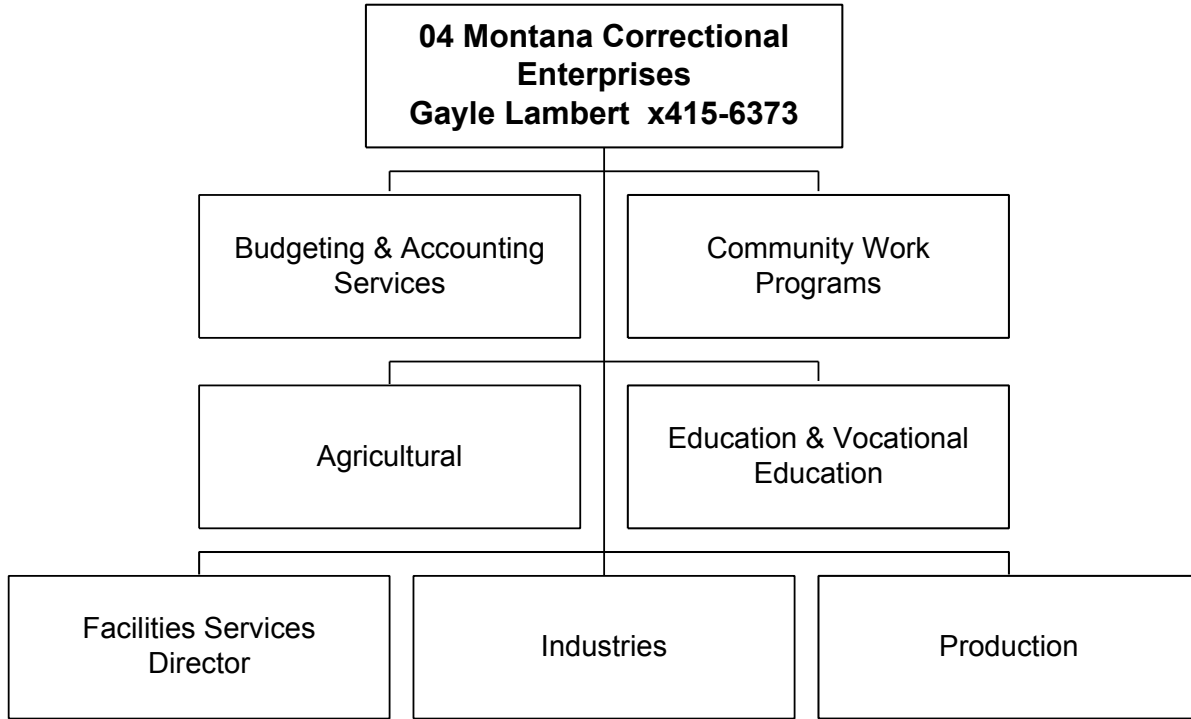 04 Montana Correctional
Enterprises
Gayle Lambert x415-6373
Budgeting & Accounting
Services
Community Work
Programs
Agricultural
Education & Vocational
Education
Facilities Services
Director
Industries
Production